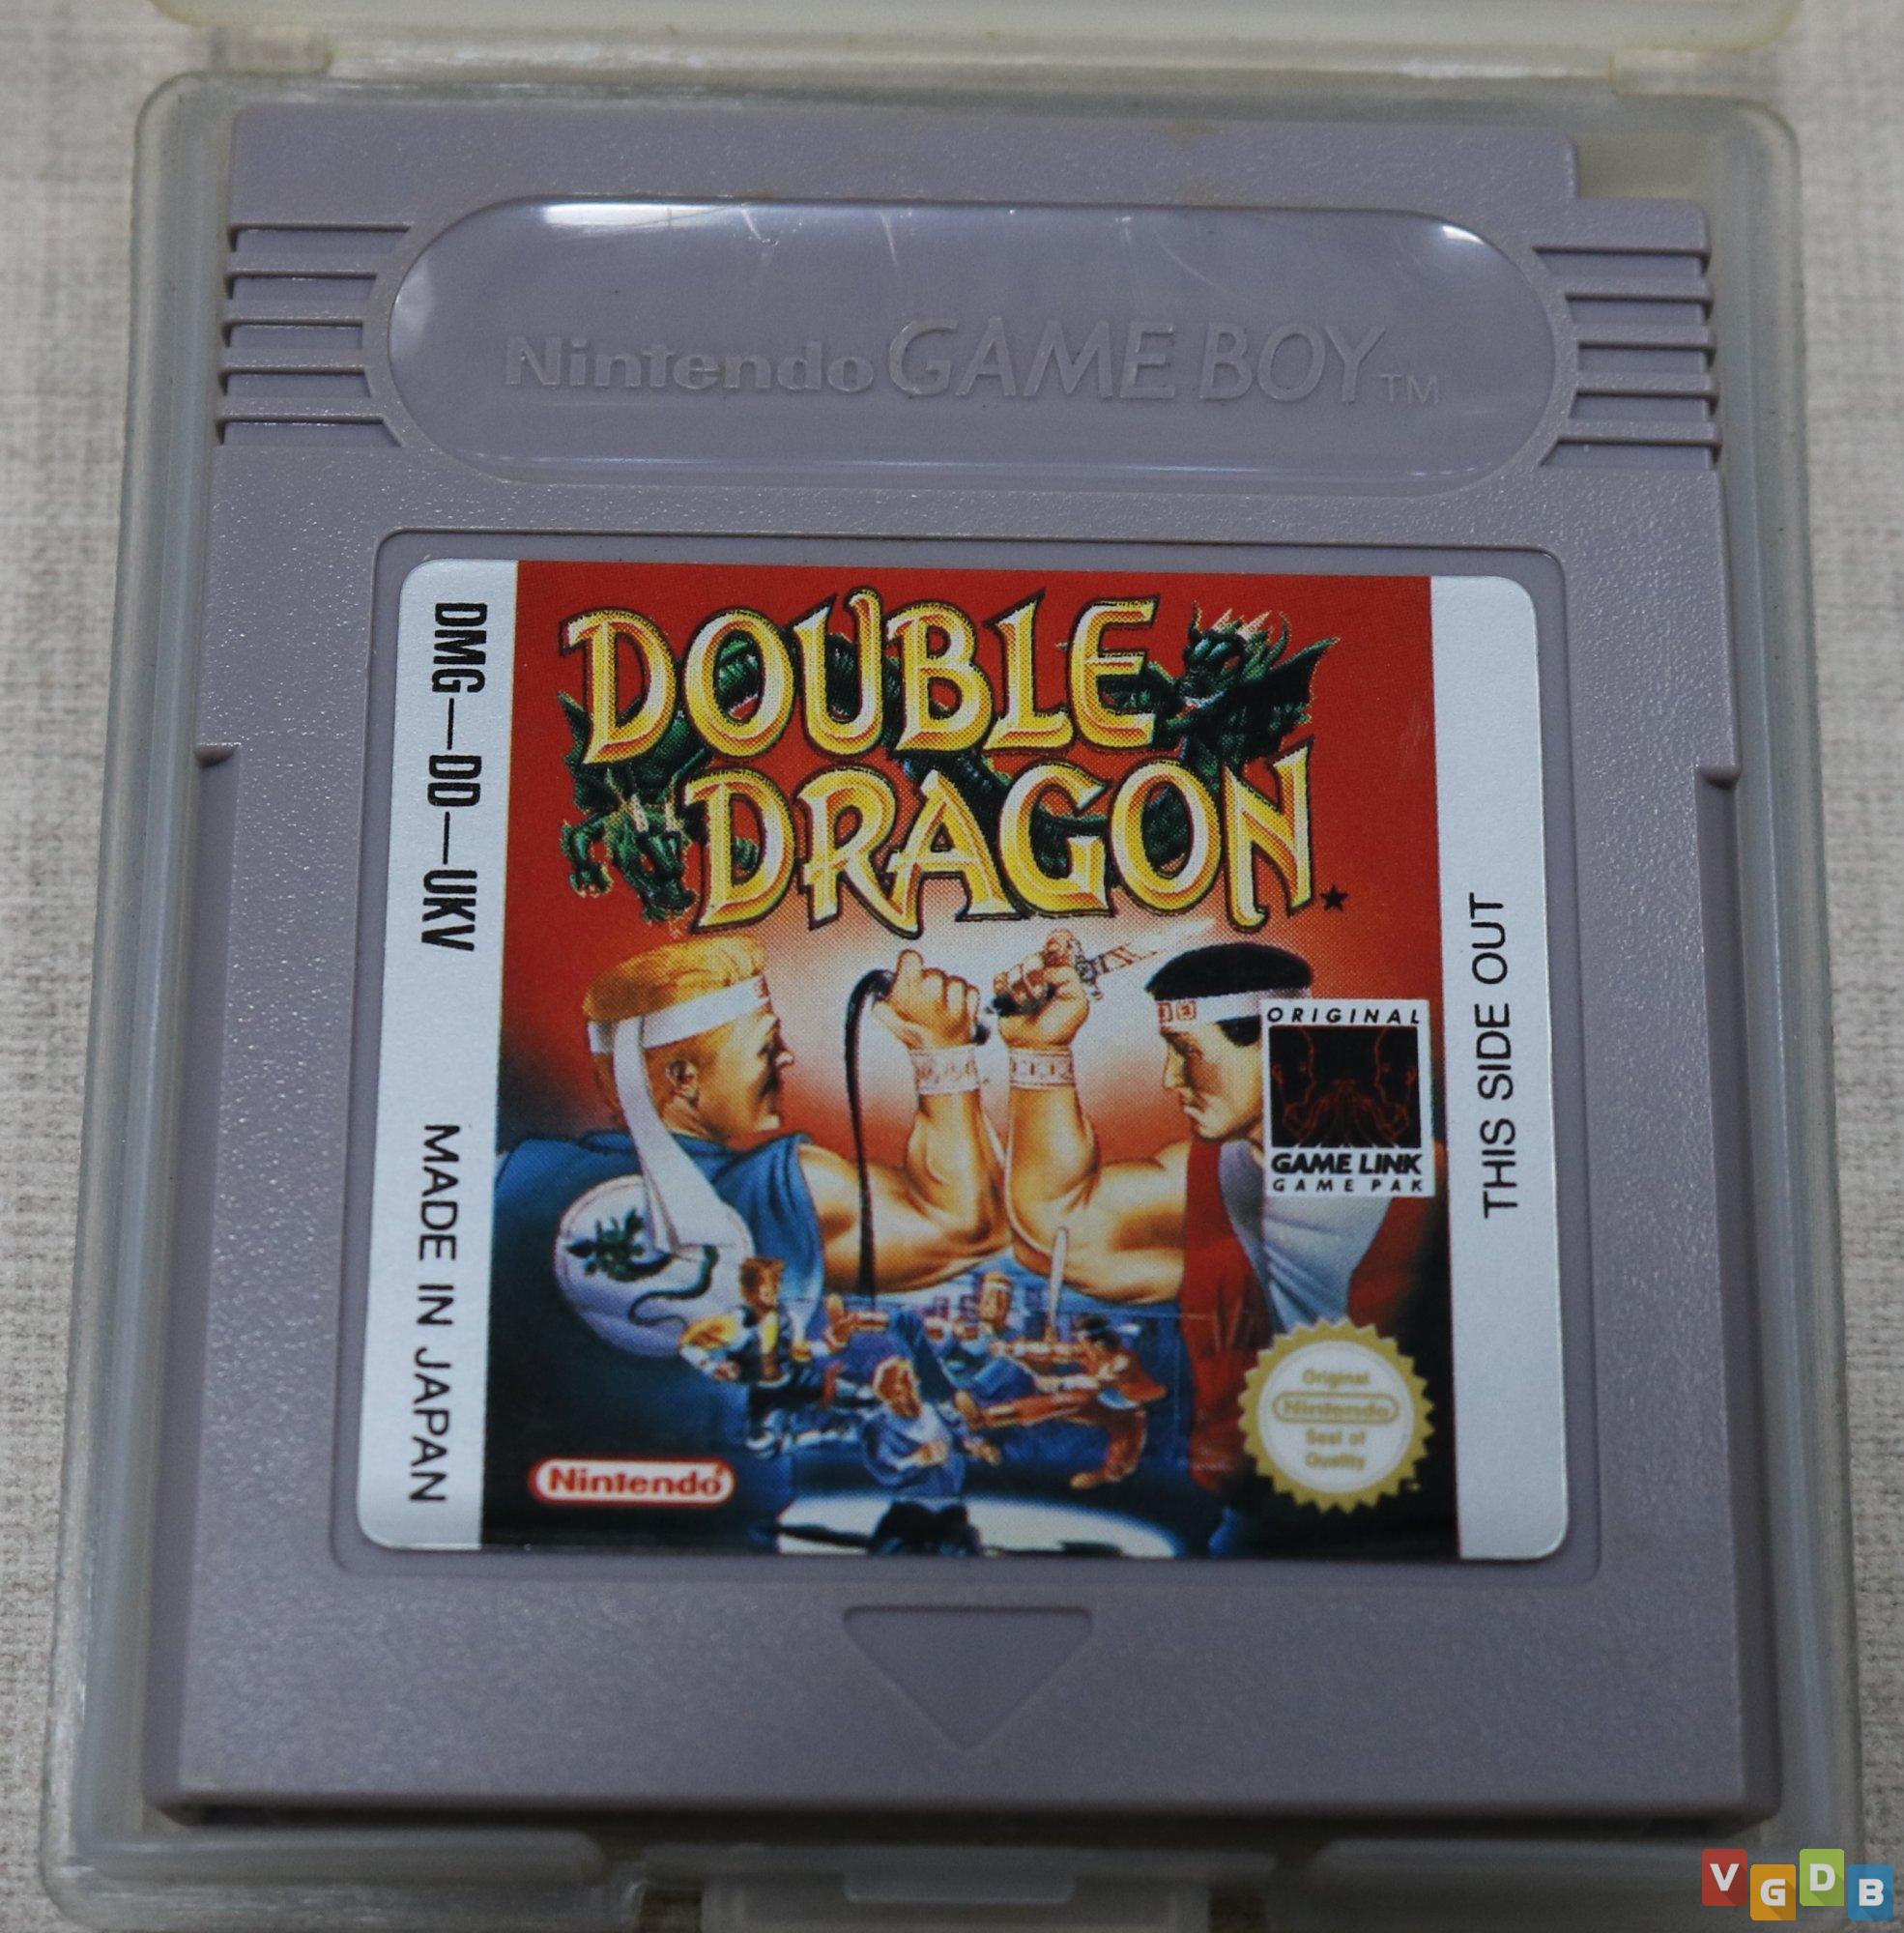 Nintendo GAME BOY TM
DMG-DD-UKV
MADE IN JAPAN
DOUBLE
DRAGON
THIS SIDE OUT
ORIGINAL
GAME LINK
GAME PAK
Nintendo
Original
Nintendo
Seal of
Quality
VGDB